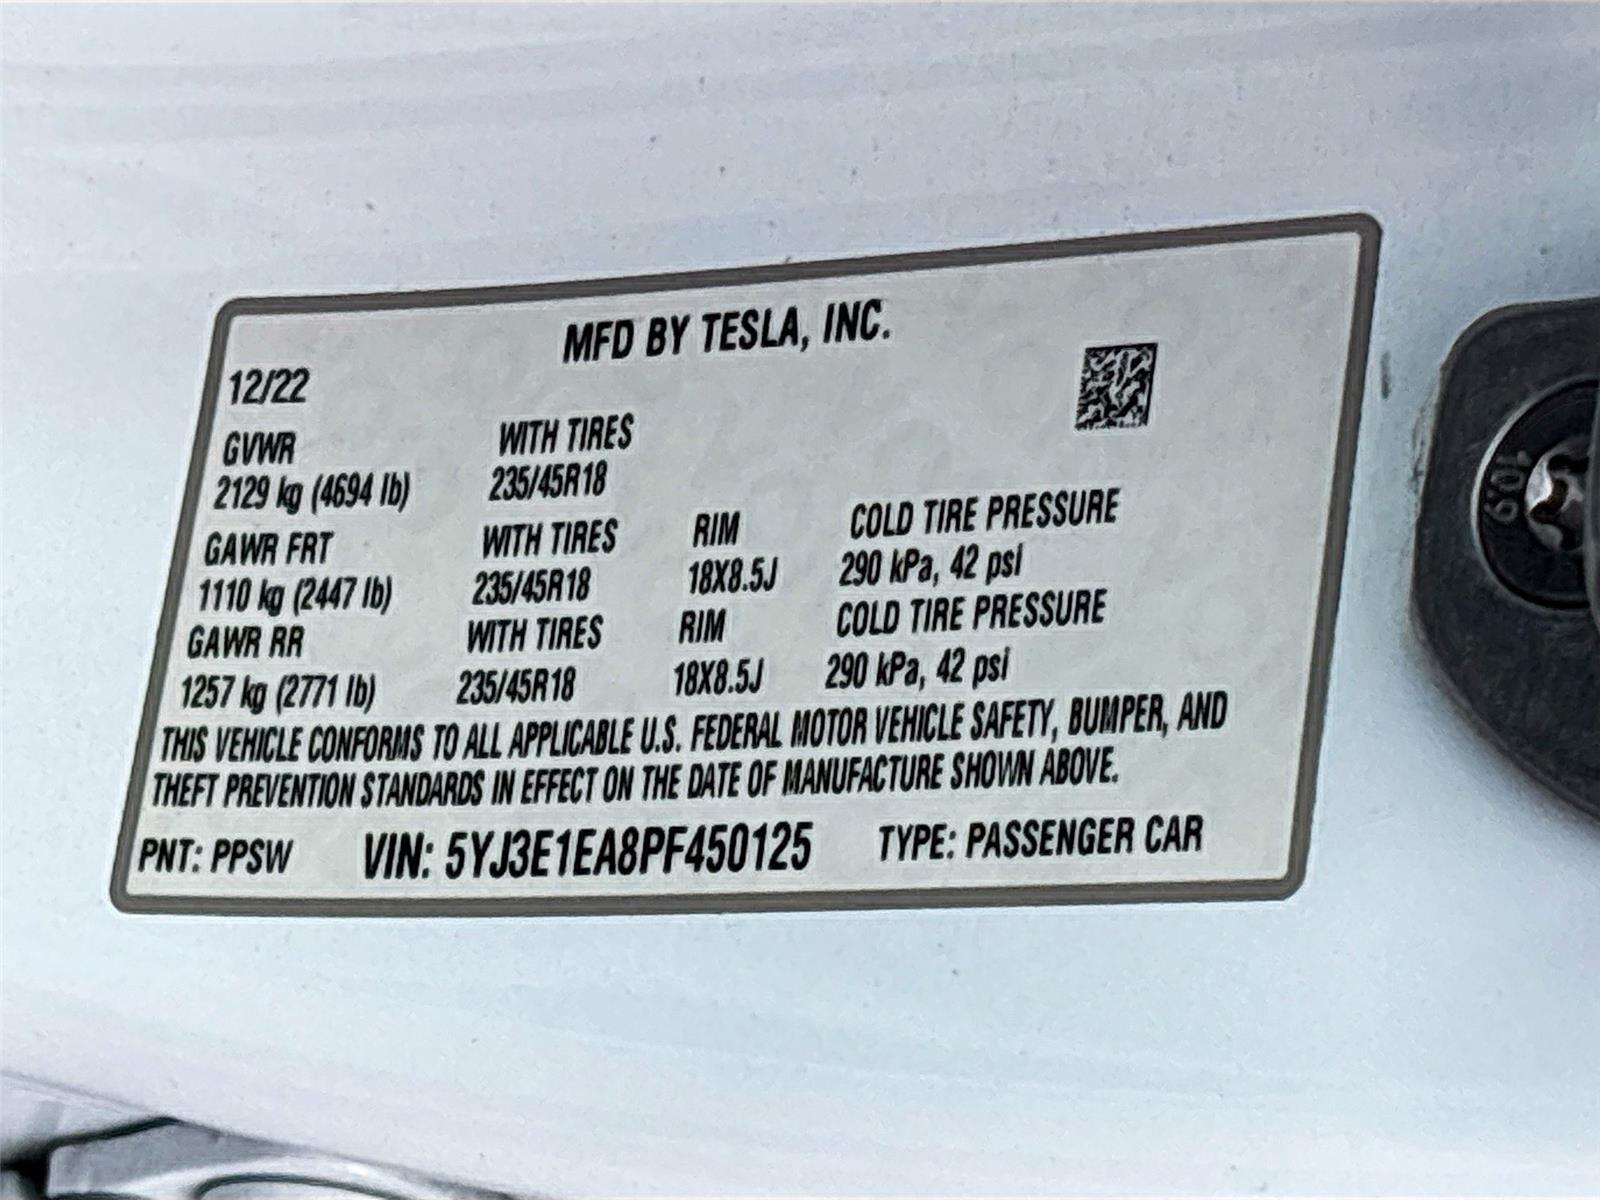 MFD BY TESLA, INC.
12/22
GVWR WITH TIRES
2129 kg (4694 lb) 235/45R18
GAWR FRT WITH TIRES RIM COLD TIRE PRESSURE
1110 kg (2447 lb) 235/45R18 18X8.5J 290 kPa, 42 psi
GAWR RR WITH TIRES RIM COLD TIRE PRESSURE
1257 kg (2771 lb) 235/45R18 18X8.5J 290 kPa, 42 psi
THIS VEHICLE CONFORMS TO ALL APPLICABLE U.S. FEDERAL MOTOR VEHICLE SAFETY, BUMPER, AND
THEFT PREVENTION STANDARDS IN EFFECT ON THE DATE OF MANUFACTURE SHOWN ABOVE.
PNT: PPSW VIN: 5YJ3E1EA8PF450125 TYPE: PASSENGER CAR
10.9